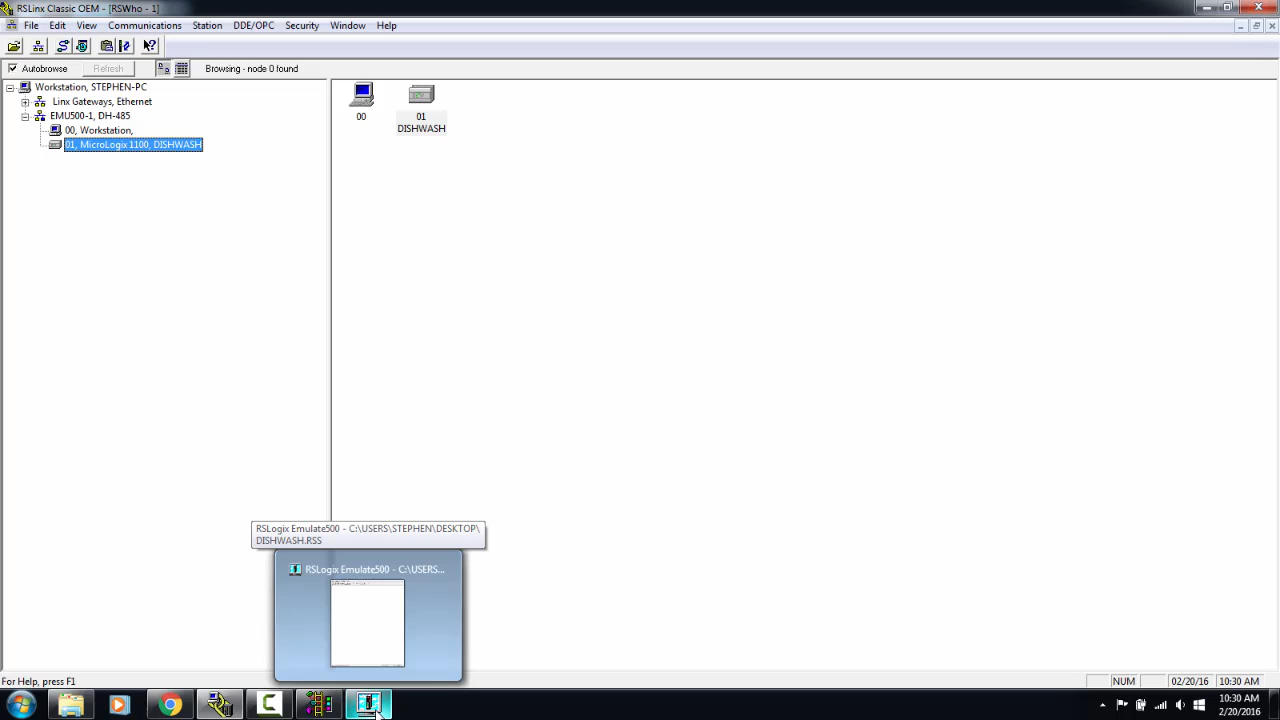 RSLinx Classic OEM - [RSWho - 1]
File Edit View Communications Station DDE/OPC Security Window Help
Autobrowse Refresh Browsing - node 0 found
Workstation, STEPHEN-PC
Linx Gateways, Ethernet
EMU500-1, DH-485
00, Workstation,
01, MicroLogix 1100, DISHWASH
00
01
DISHWASH
RSLogix Emulate500 - C:\USERS\STEPHEN\DESKTOP\
DISHWASH.RSS
RSLogix Emulate500 - C:\USERS...
For Help, press F1
NUM 02/20/16 10:30 AM
10:30 AM
2/20/2016